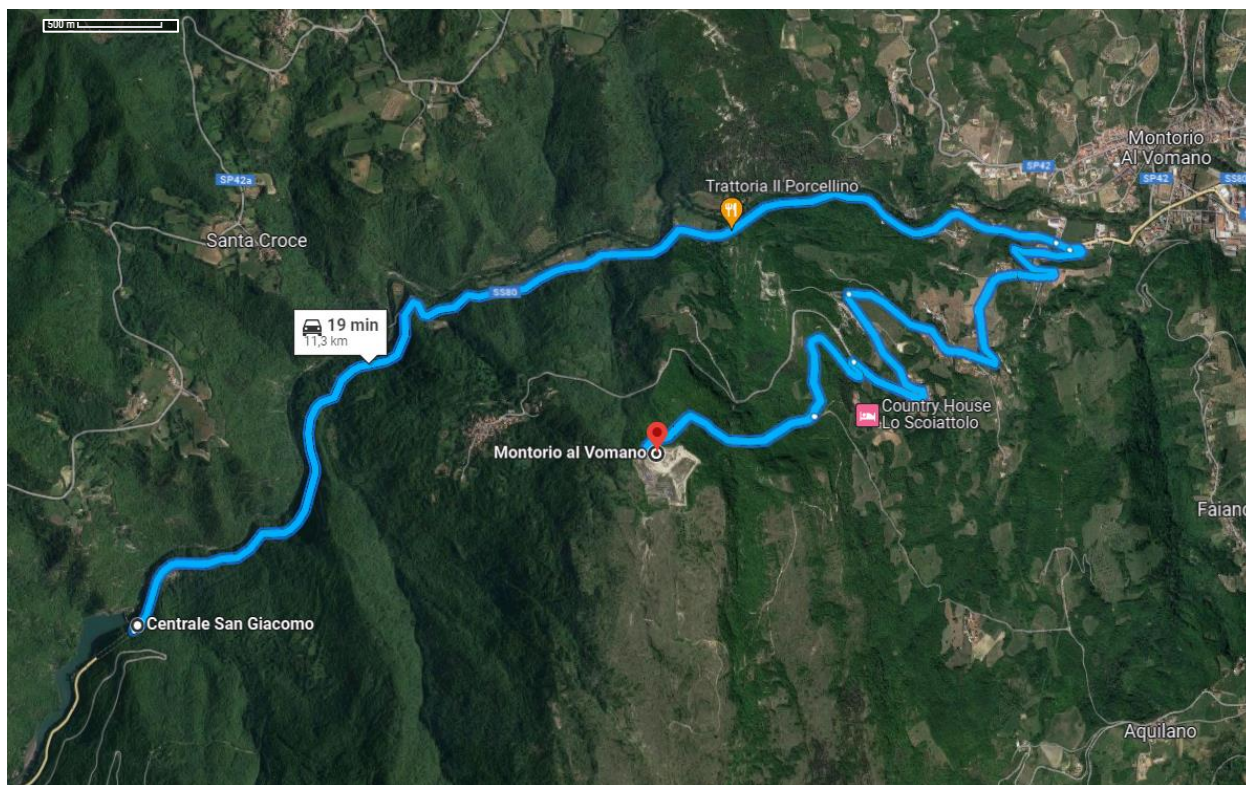 500 m
Montorio
Al Vomano
SP42
SP42
SS80
SP42a
Trattoria Il Porcellino
Santa Croce
SS80
19 min
11,3 km
Country House
Lo Scoiattolo
Montorio al Vomano
Faiano
Centrale San Giacomo
Aquilano